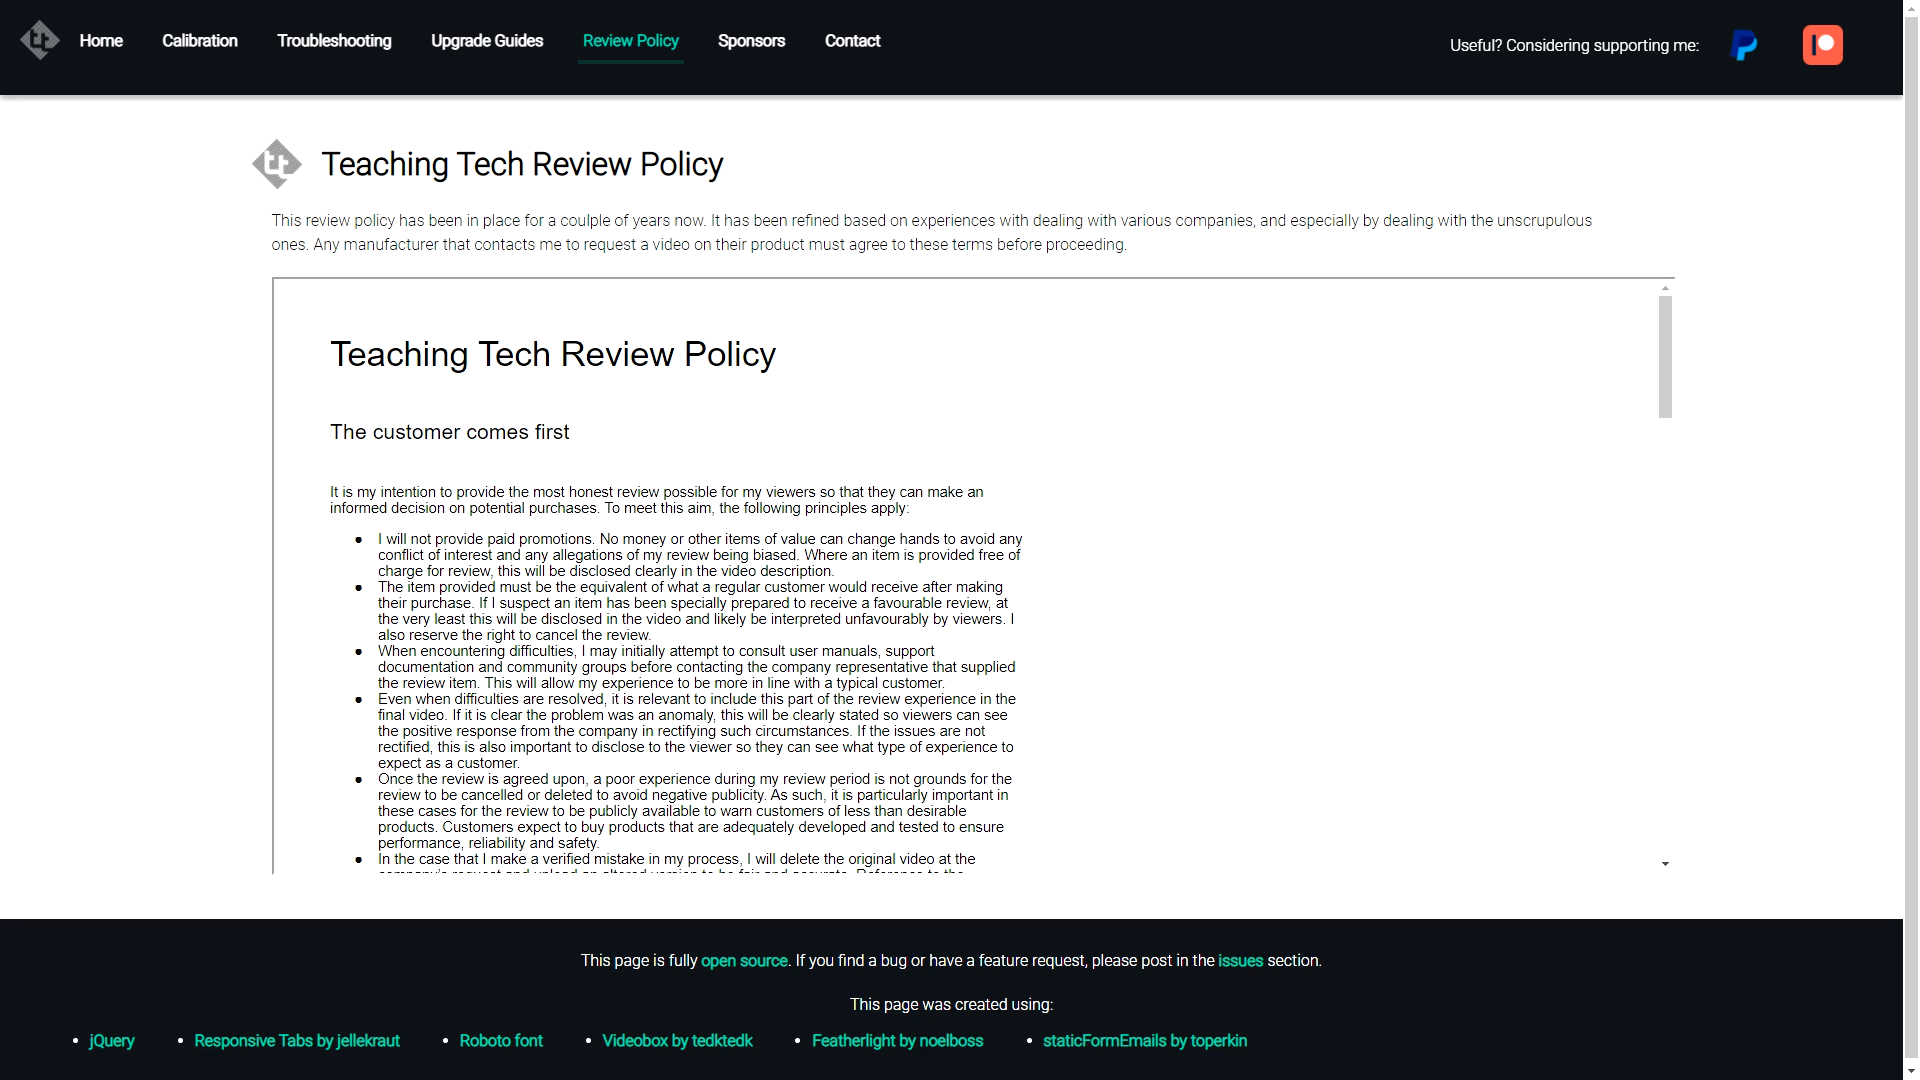 Home
Calibration
Troubleshooting
Upgrade Guides
Review Policy
Sponsors
Contact
Useful? Considering supporting me:
Teaching Tech Review Policy
This review policy has been in place for a coulple of years now. It has been refined based on experiences with dealing with various companies, and especially by dealing with the unscrupulous
ones. Any manufacturer that contacts me to request a video on their product must agree to these terms before proceeding.
Teaching Tech Review Policy
The customer comes first
It is my intention to provide the most honest review possible for my viewers so that they can make an
informed decision on potential purchases. To meet this aim, the following principles apply:
• I will not provide paid promotions. No money or other items of value can change hands to avoid any
conflict of interest and any allegations of my review being biased. Where an item is provided free of
charge for review, this will be disclosed clearly in the video description.
• The item provided must be the equivalent of what a regular customer would receive after making
their purchase. If I suspect an item has been specially prepared to receive a favourable review, at
the very least this will be disclosed in the video and likely be interpreted unfavourably by viewers. I
also reserve the right to cancel the review.
• When encountering difficulties, I may initially attempt to consult user manuals, support
documentation and community groups before contacting the company representative that supplied
the review item. This will allow my experience to be more in line with a typical customer.
• Even when difficulties are resolved, it is relevant to include this part of the review experience in the
final video. If it is clear the problem was an anomaly, this will be clearly stated so viewers can see
the positive response from the company in rectifying such circumstances. If the issues are not
rectified, this is also important to disclose to the viewer so they can see what type of experience to
expect as a customer.
• Once the review is agreed upon, a poor experience during my review period is not grounds for the
review to be cancelled or deleted to avoid negative publicity. As such, it is particularly important in
these cases for the review to be publicly available to warn customers of less than desirable
products. Customers expect to buy products that are adequately developed and tested to ensure
performance, reliability and safety.
• In the case that I make a verified mistake in my process, I will delete the original video at the
This page is fully open source. If you find a bug or have a feature request, please post in the issues section.
This page was created using:
• jQuery
• Responsive Tabs by jellekraut
• Roboto font
• Videobox by tedktedk
• Featherlight by noelboss
• staticFormEmails by toperkin